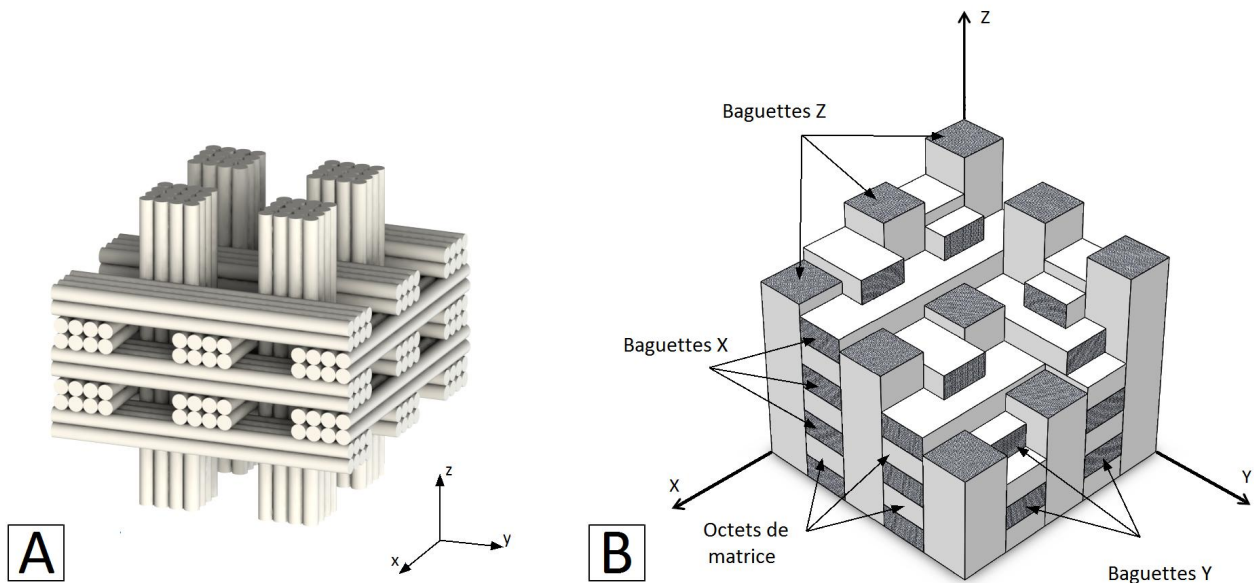 A
z
y
x
B
Z
Baguettes Z
Baguettes X
X
Y
Octets de
matrice
Baguettes Y